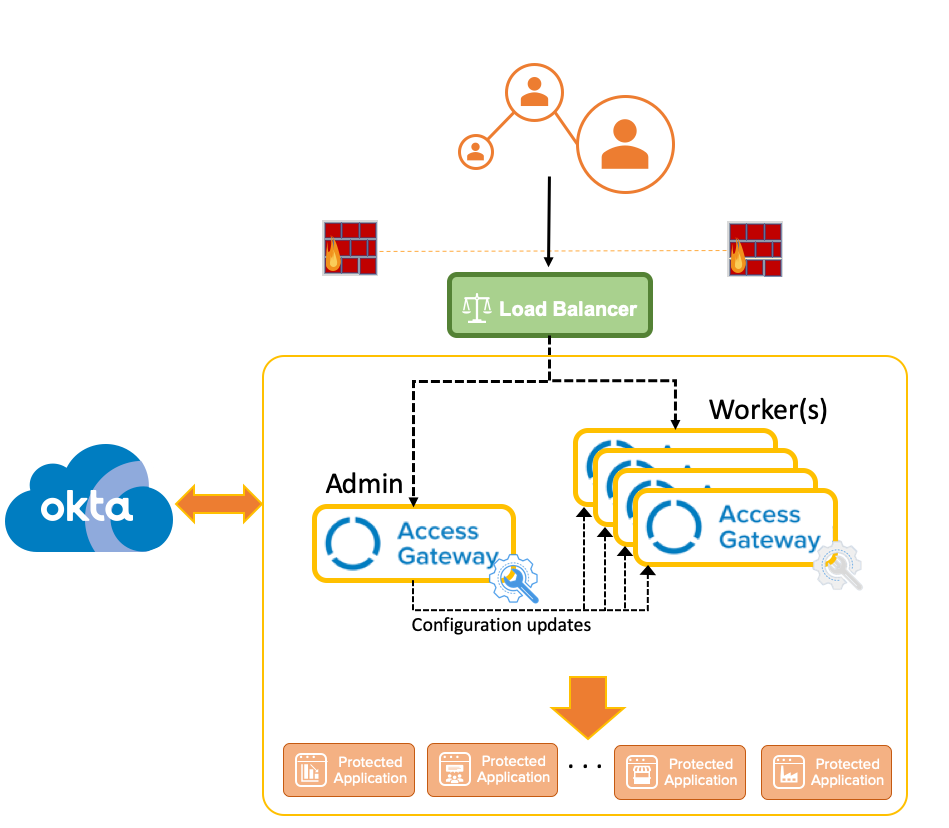 Load Balancer
Worker(s)
Admin
okta
Access
Gateway
Access
Gateway
Configuration updates
Protected
Application
Protected
Application
. . . .
Protected
Application
Protected
Application